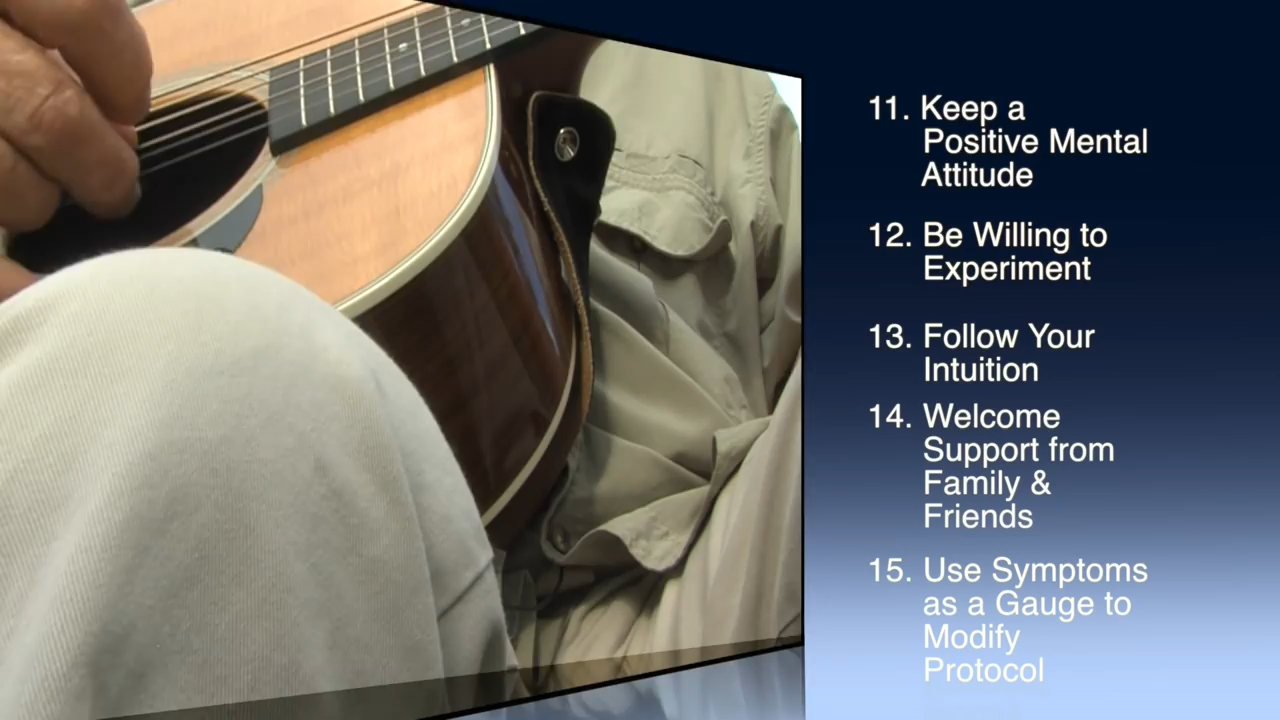 11. Keep a
Positive Mental
Attitude
12. Be Willing to
Experiment
13. Follow Your
Intuition
14. Welcome
Support from
Family &
Friends
15. Use Symptoms
as a Gauge to
Modify
Protocol